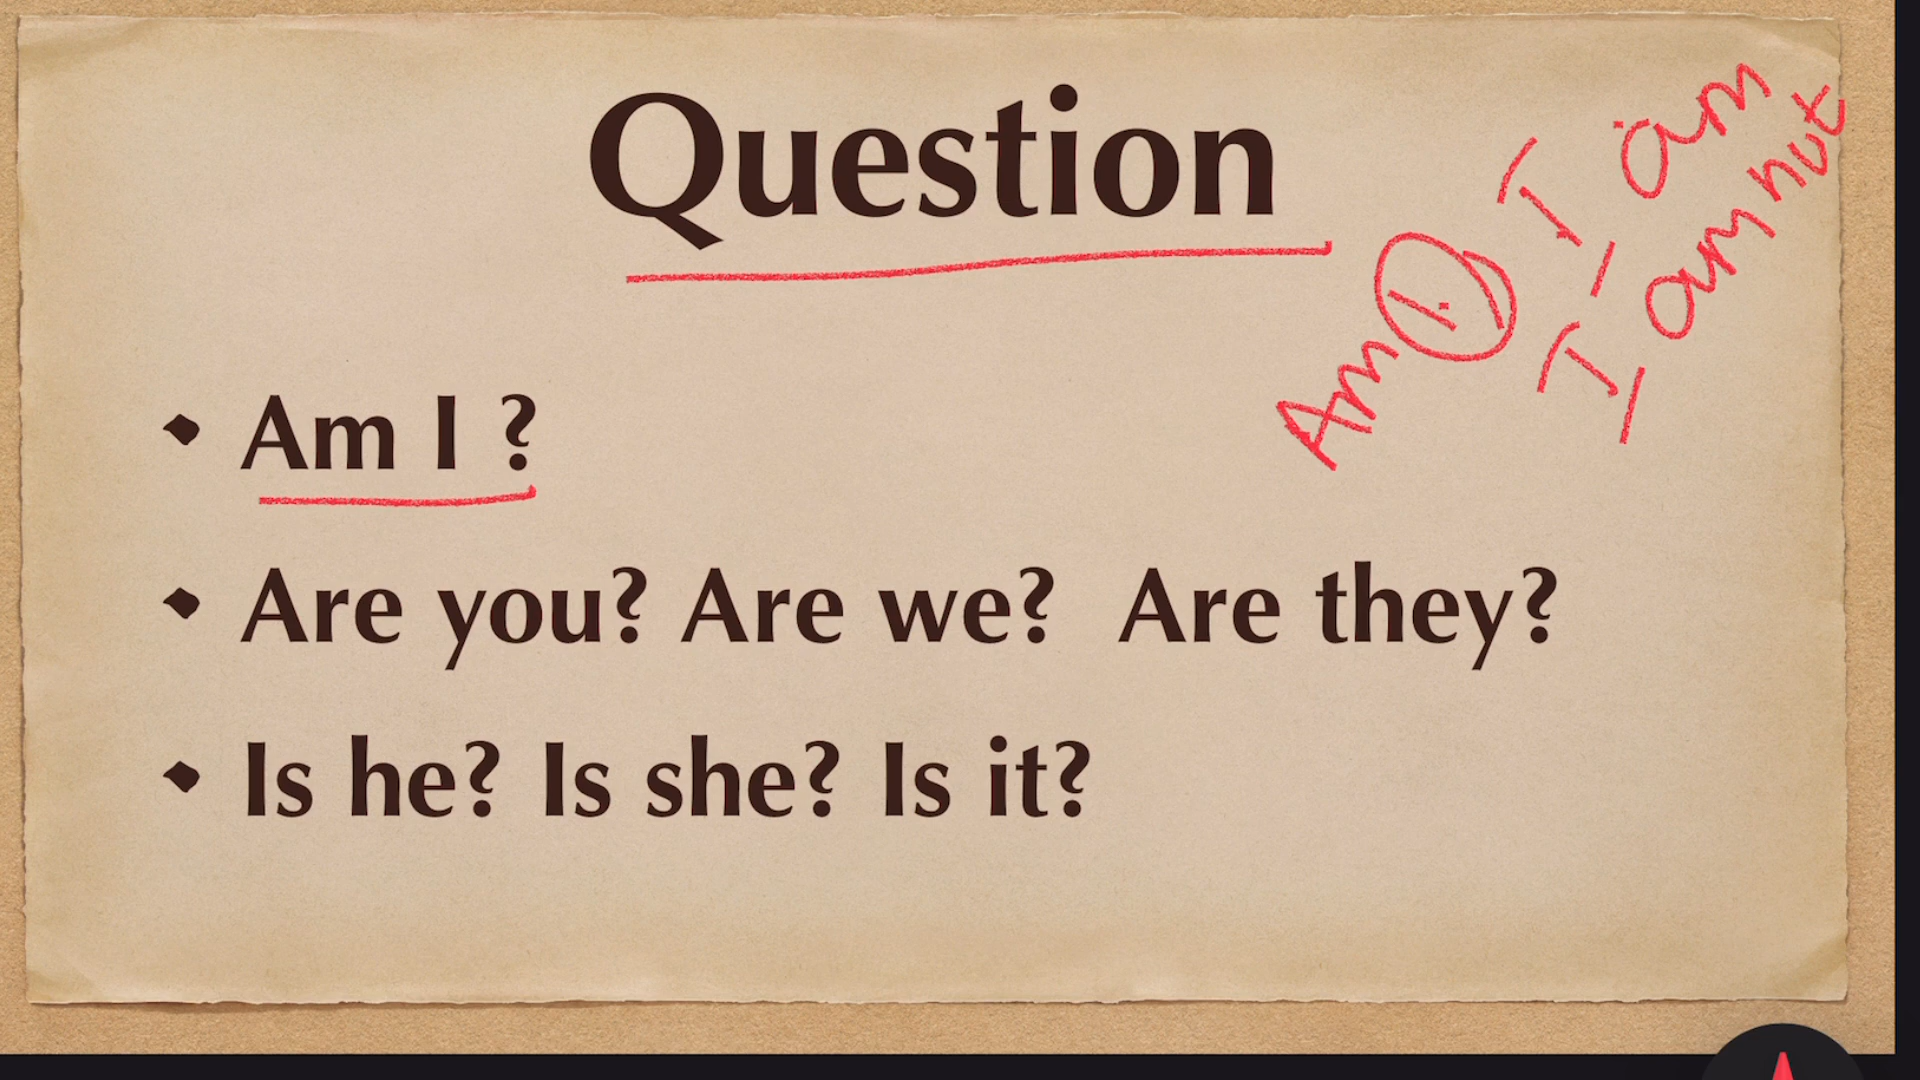 Question
I am
I am not
Am I
• Am I ?
• Are you? Are we? Are they?
• Is he? Is she? Is it?